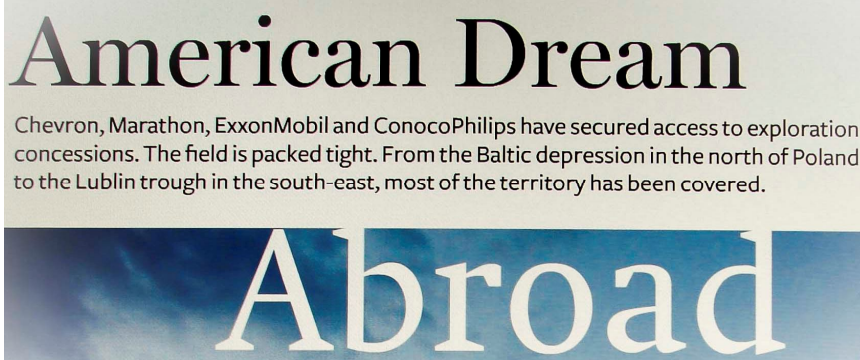 American Dream
Chevron, Marathon, ExxonMobil and ConocoPhilips have secured access to exploration
concessions. The field is packed tight. From the Baltic depression in the north of Poland
to the Lublin trough in the south-east, most of the territory has been covered.
Abroad